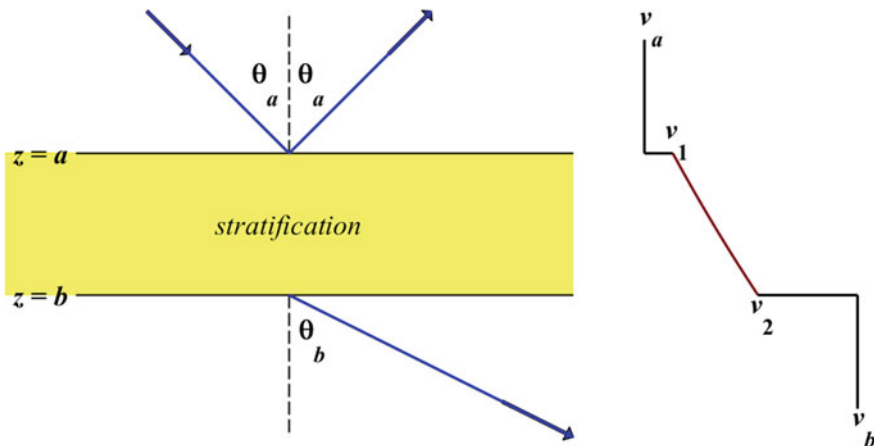 θa θa
z = a
stratification
z = b
θb
va
v1
v2
vb